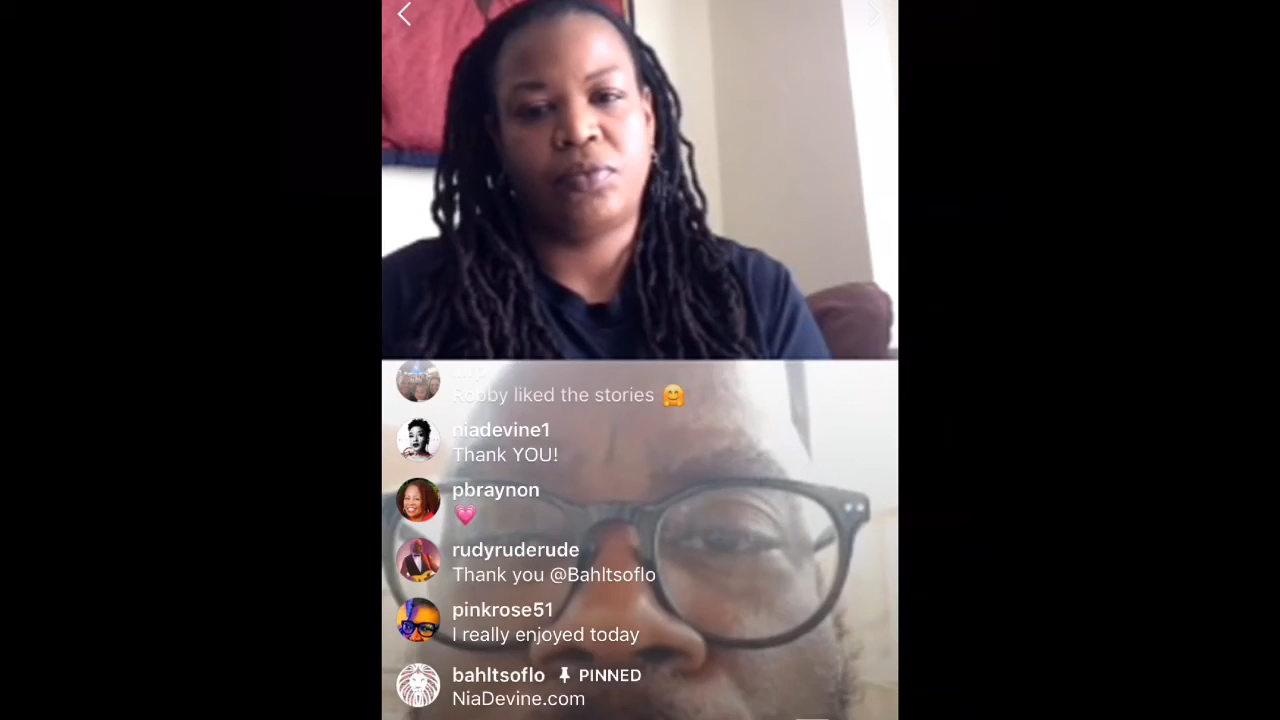 Robby liked the stories 🤗
niadevine1
Thank YOU!
pbraynon
💗
rudyruderude
Thank you @Bahltsoflo
pinkrose51
I really enjoyed today
bahltsoflo PINNED
NiaDevine.com